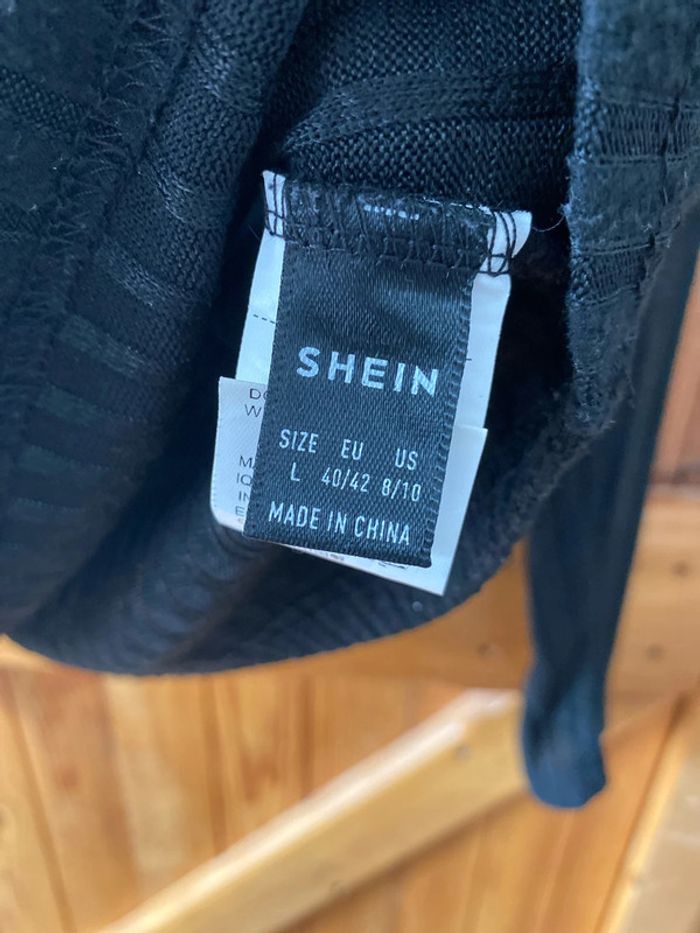 SHEIN
SIZE EU US
L 40/42 8/10
MADE IN CHINA